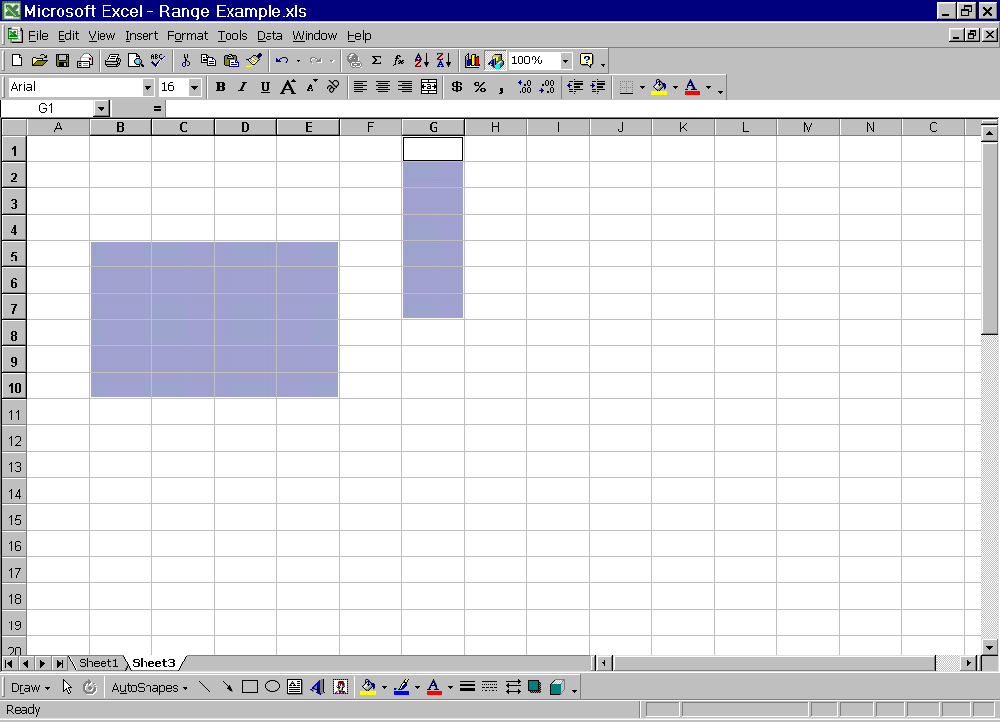 Microsoft Excel - Range Example.xls
File Edit View Insert Format Tools Data Window Help
100%
Arial 16 B I U A A $ % , A
G1 =
A B C D E F G H I J K L M N O
1
2
3
4
5
6
7
8
9
10
11
12
13
14
15
16
17
18
19
20
Sheet1 Sheet3
Draw AutoShapes A A
Ready